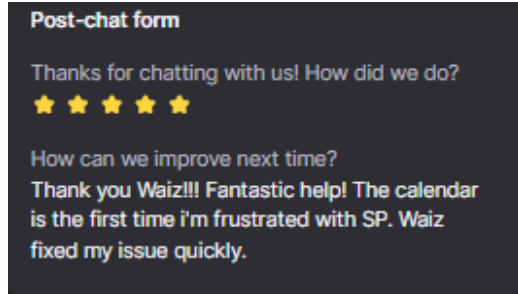 Post-chat form
Thanks for chatting with us! How did we do?
How can we improve next time?
Thank you Waiz!!! Fantastic help! The calendar
is the first time i'm frustrated with SP. Waiz
fixed my issue quickly.